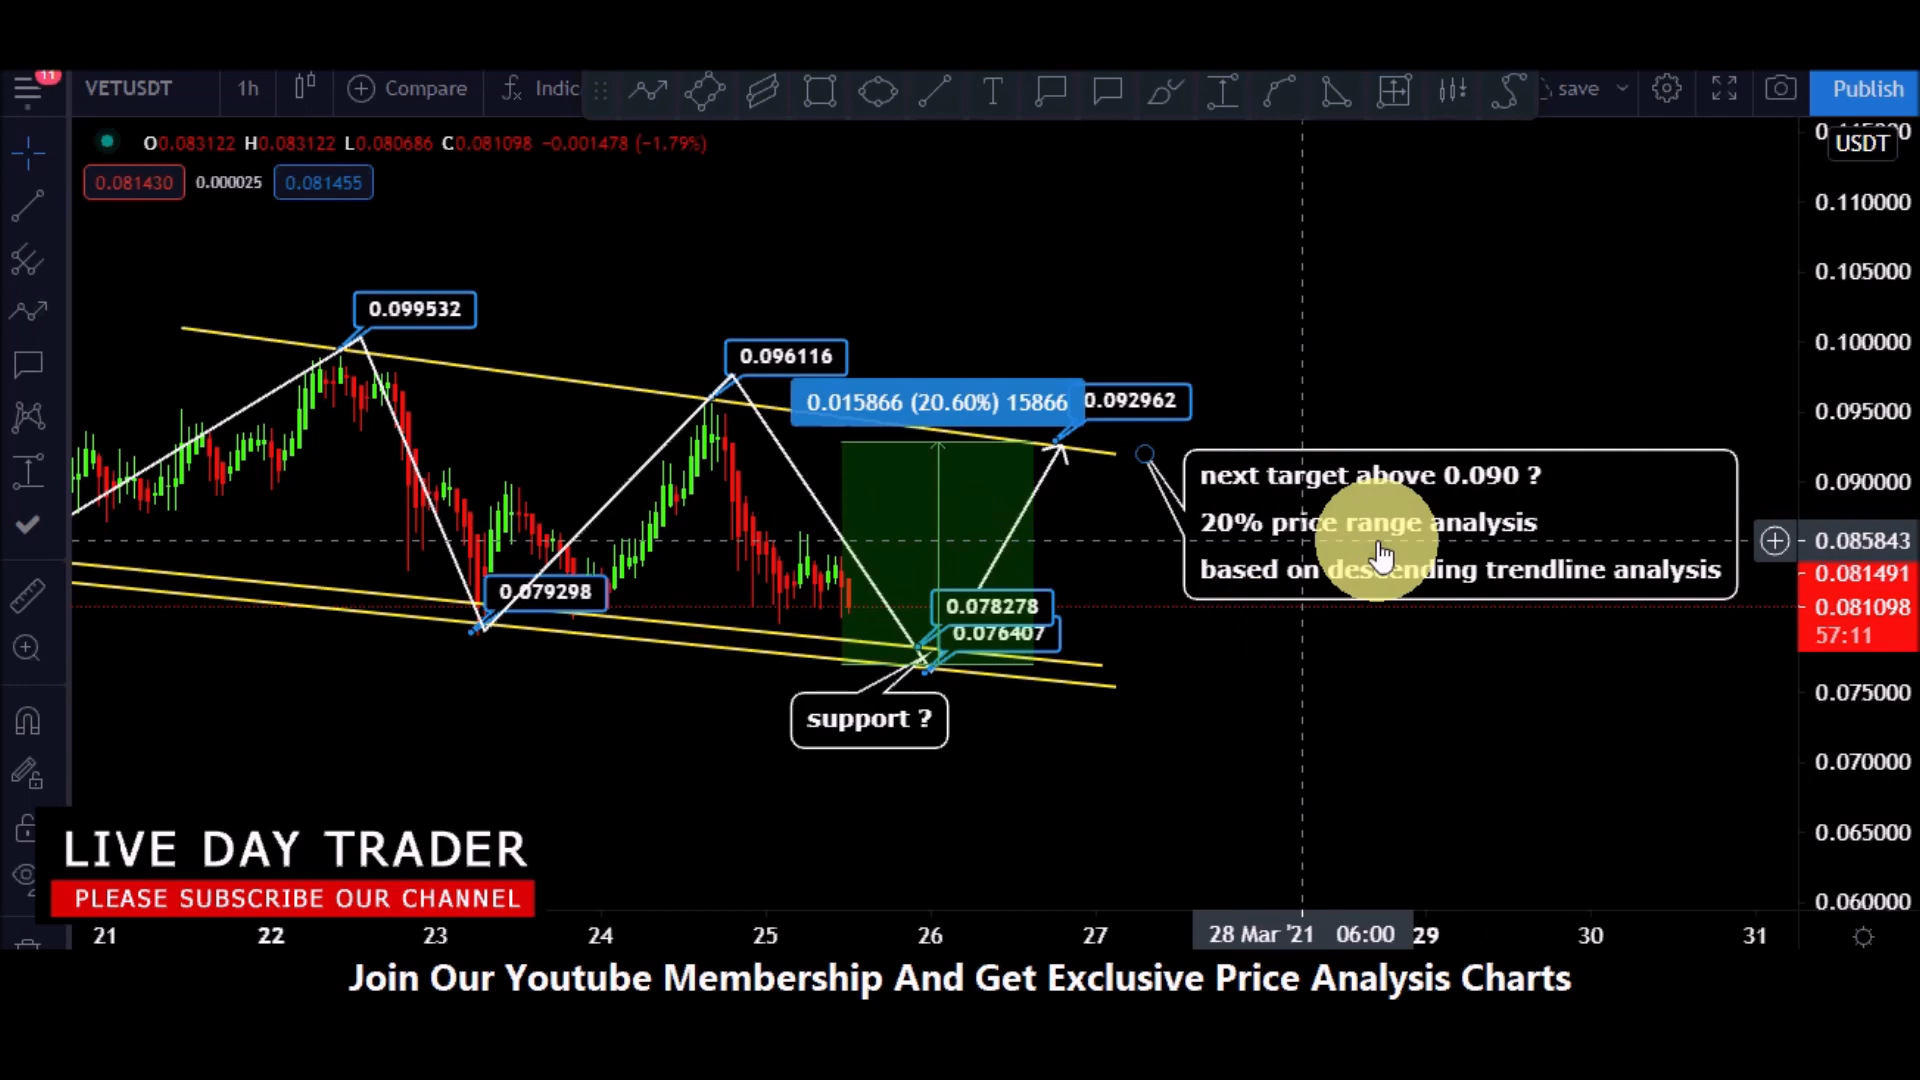 11
VETUSDT 1h Compare Indic save Publish
O0.083122 H0.083122 L0.080686 C0.081098 −0.001478 (−1.79%)
USDT
0.081430 0.000025 0.081455
0.110000
0.105000
0.099532
0.100000
0.096116
0.015866 (20.60%) 15866
0.092962
0.095000
next target above 0.090 ?
20% price range analysis
based on descending trendline analysis
0.090000
0.085843
0.081491
0.081098
57:11
0.079298
0.078278
0.076407
support ?
0.075000
0.070000
0.065000
0.060000
LIVE DAY TRADER
PLEASE SUBSCRIBE OUR CHANNEL
21 22 23 24 25 26 27 28 Mar '21 06:00 29 30 31
Join Our Youtube Membership And Get Exclusive Price Analysis Charts